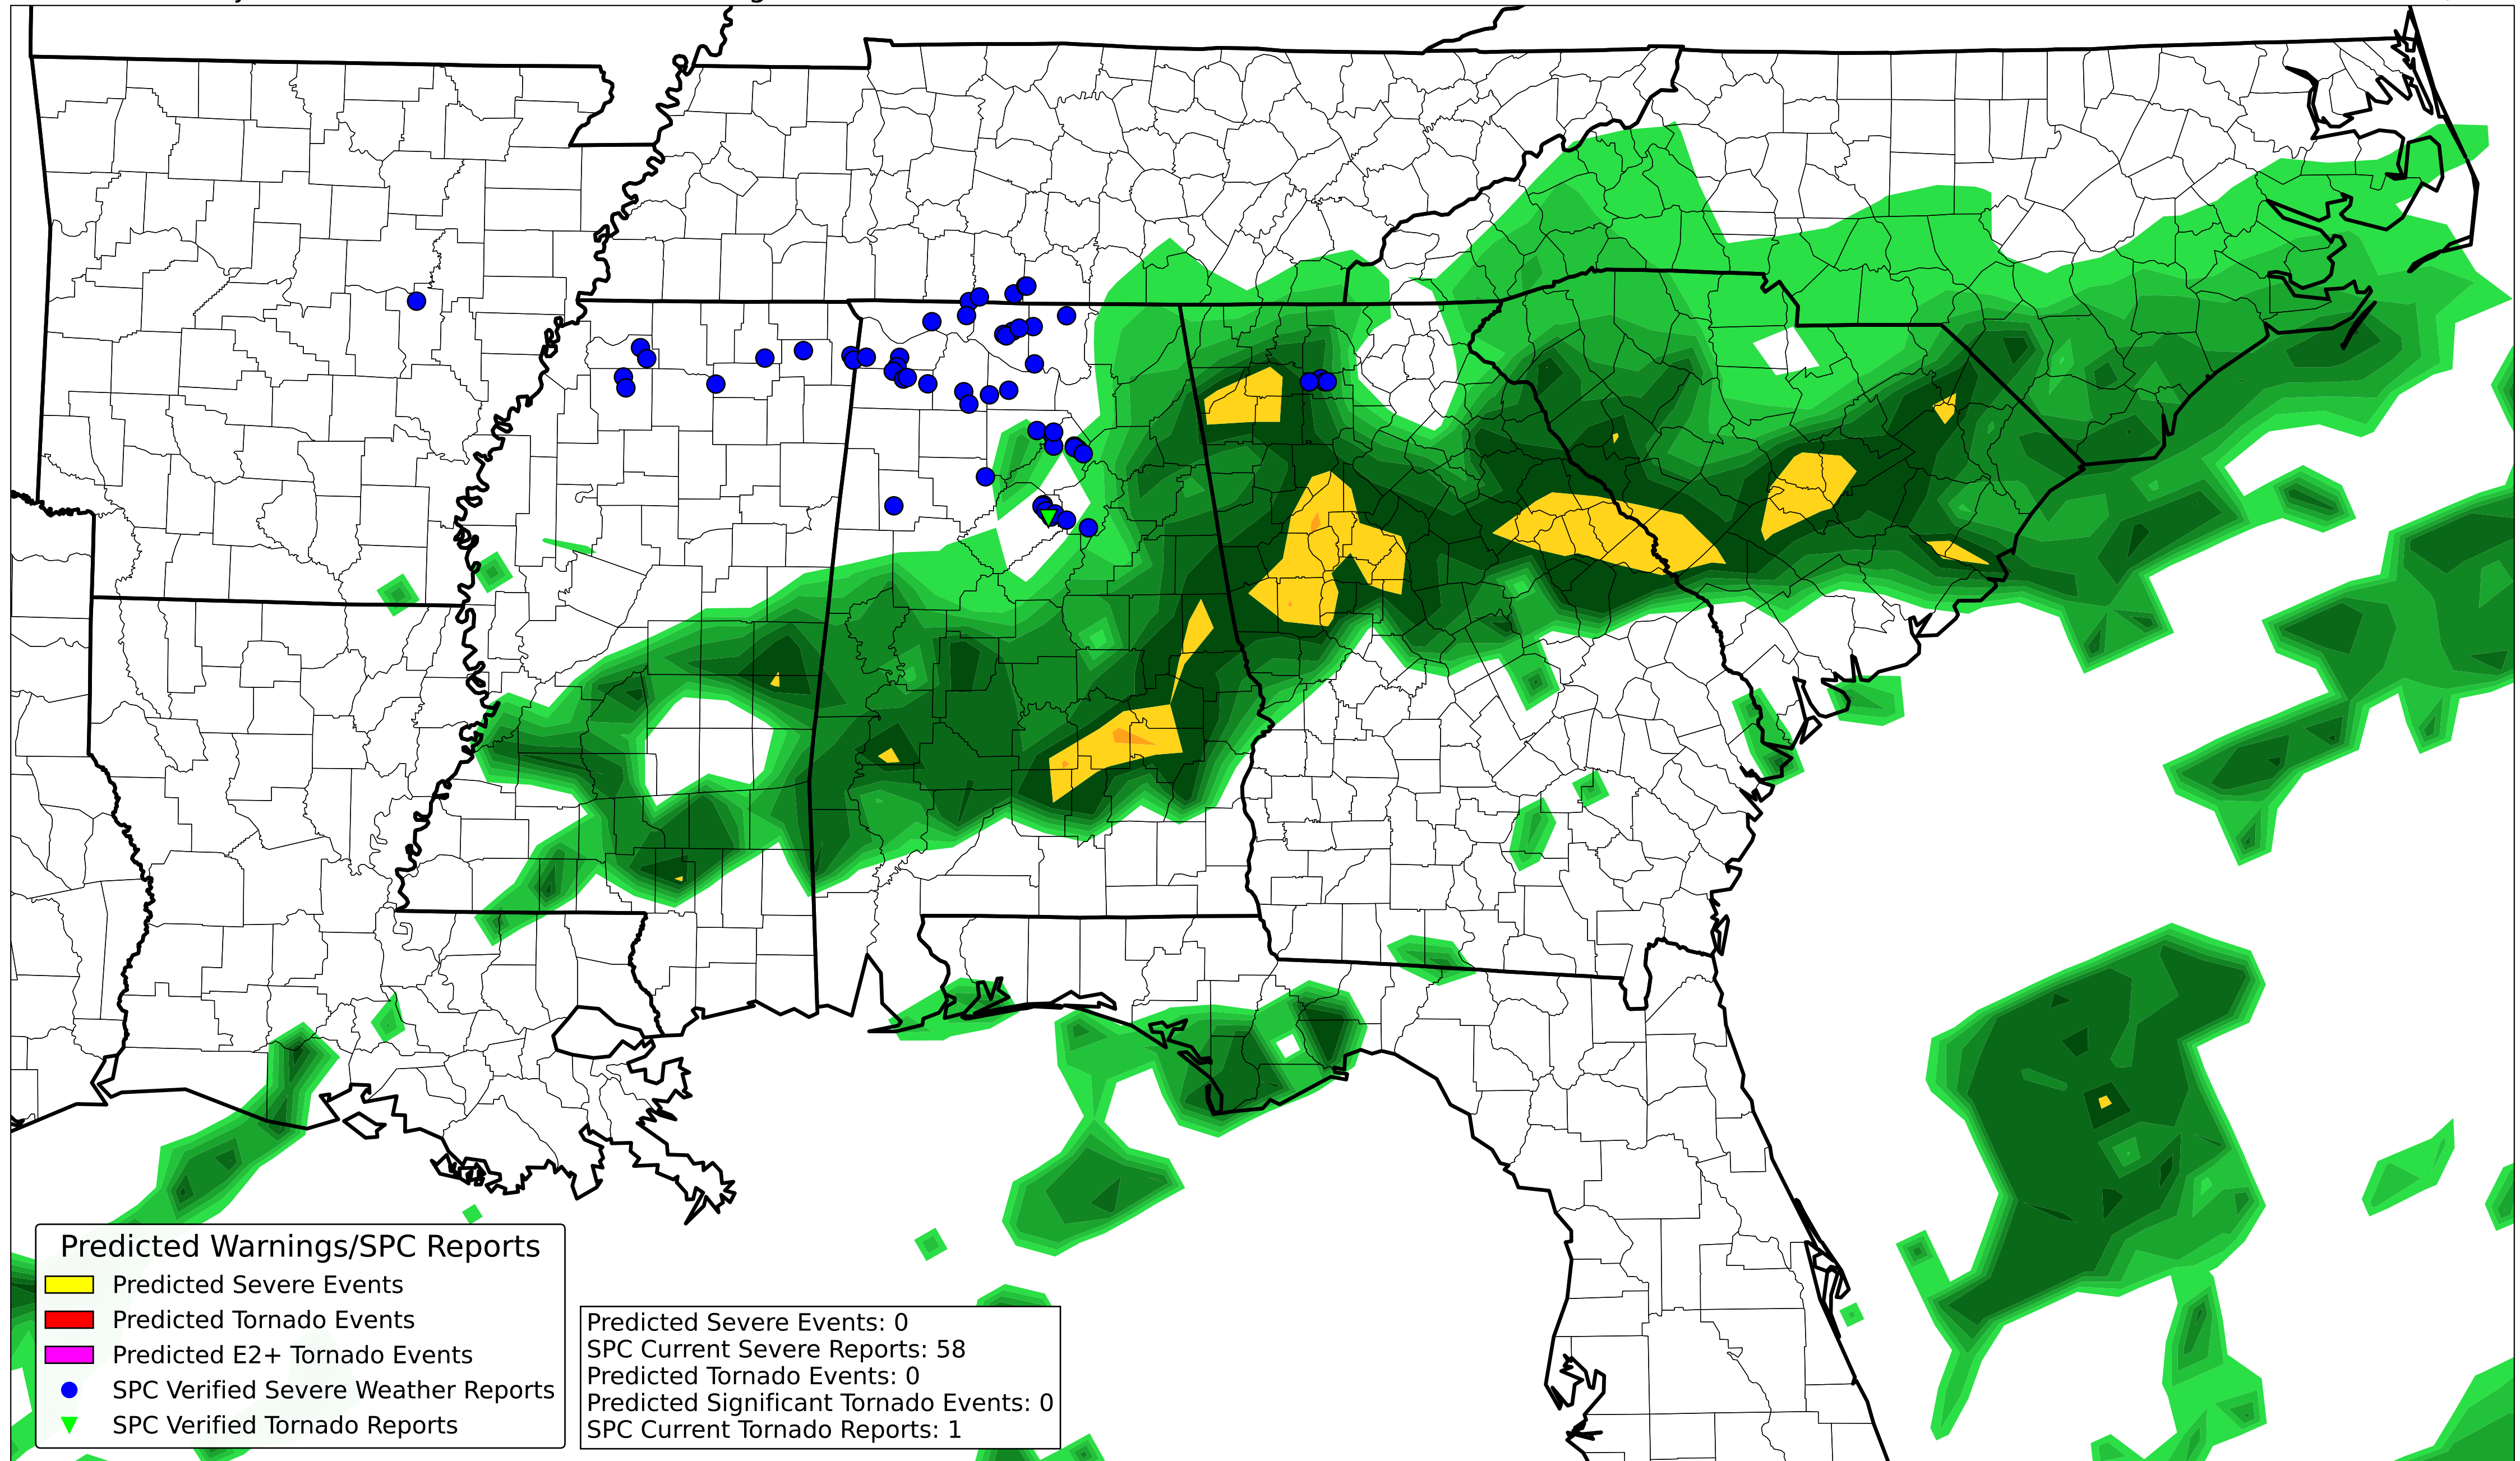 Predicted Warnings/SPC Reports
Predicted Severe Events
Predicted Tornado Events
Predicted E2+ Tornado Events
SPC Verified Severe Weather Reports
SPC Verified Tornado Reports
Predicted Severe Events: 0
SPC Current Severe Reports: 58
Predicted Tornado Events: 0
Predicted Significant Tornado Events: 0
SPC Current Tornado Reports: 1